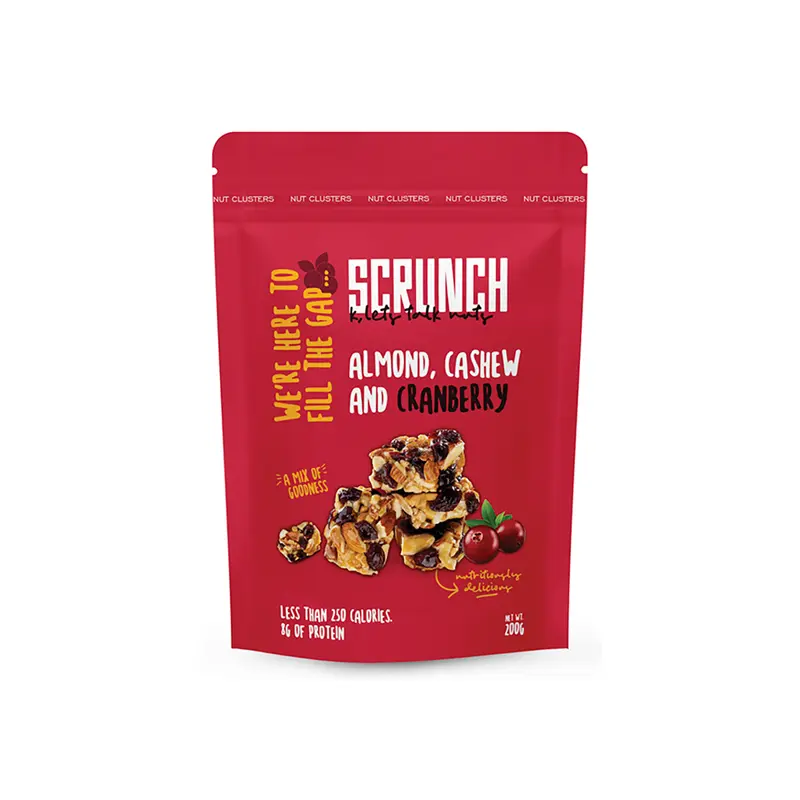 NUT CLUSTERS NUT CLUSTERS NUT CLUSTERS NUT CLUSTERS NUT CLUSTERS
WE'RE HERE TO
FILL THE GAP...
SCRUNCH
k, lets talk nuts
ALMOND, CASHEW
AND CRANBERRY
A MIX OF
GOODNESS
nutritiously
delicious
LESS THAN 250 CALORIES.
8G OF PROTEIN
NT WT.
200G